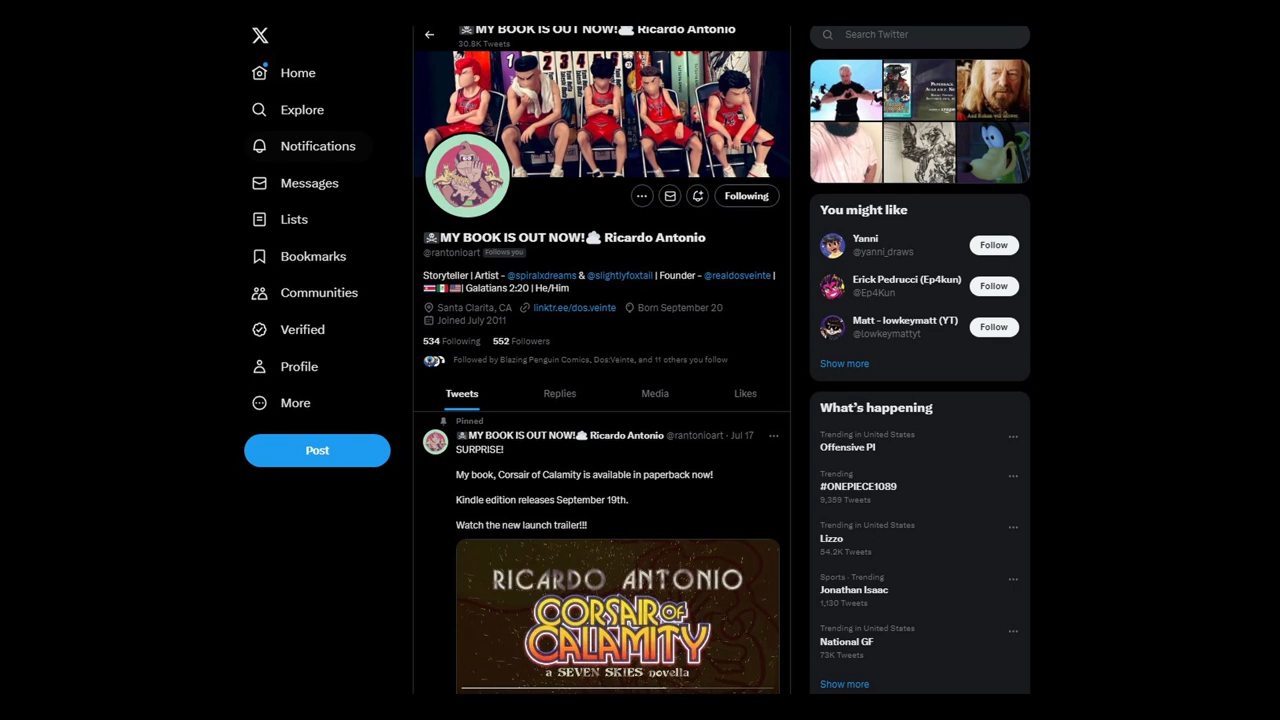 Home
Explore
Notifications
Messages
Lists
Bookmarks
Communities
Verified
Profile
More
Post
MY BOOK IS OUT NOW! Ricardo Antonio
30.8K Tweets
Following
MY BOOK IS OUT NOW! Ricardo Antonio
@rantonioart Follows you
Storyteller | Artist - @spiralxdreams & @slightlyfoxtail | Founder - @realdosveinte |
| Galatians 2:20 | He/Him
Santa Clarita, CA linktr.ee/dos.veinte Born September 20
Joined July 2011
534 Following 552 Followers
Followed by Blazing Penguin Comics, Dos:Veinte, and 11 others you follow
Tweets Replies Media Likes
Pinned
MY BOOK IS OUT NOW! Ricardo Antonio @rantonioart · Jul 17
SURPRISE!
My book, Corsair of Calamity is available in paperback now!
Kindle edition releases September 19th.
Watch the new launch trailer!!!
RICARDO ANTONIO
CORSAIR OF
CALAMITY
a SEVEN SKIES novella
Search Twitter
You might like
Yanni
@yanni_draws
Follow
Erick Pedrucci (Ep4kun)
@Ep4Kun
Follow
Matt - lowkeymatt (YT)
@lowkeymattyt
Follow
Show more
What's happening
Trending in United States
Offensive PI
Trending
#ONEPIECE1089
9,359 Tweets
Trending in United States
Lizzo
54.2K Tweets
Sports · Trending
Jonathan Isaac
1,130 Tweets
Trending in United States
National GF
73K Tweets
Show more